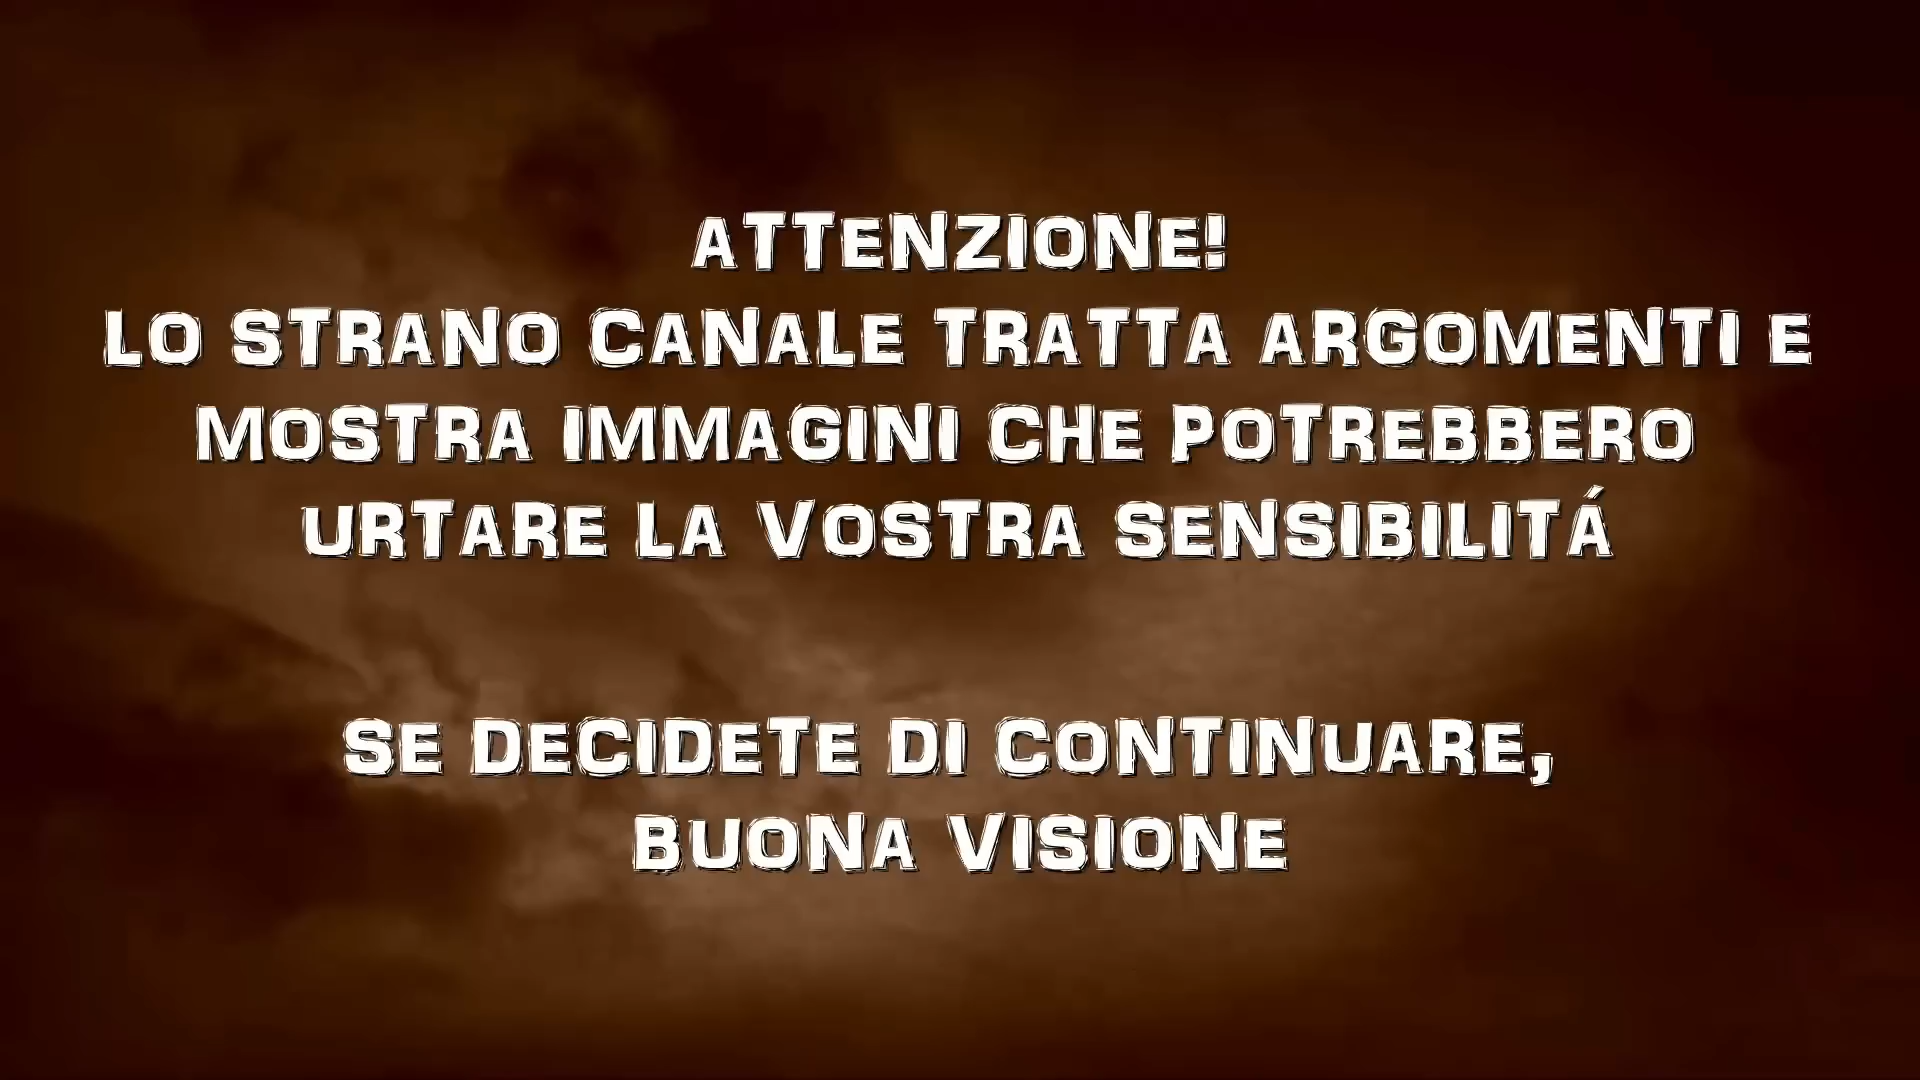 ATTENZIONE!
LO STRANO CANALE TRATTA ARGOMENTI E
MOSTRA IMMAGINI CHE POTREBBERO
URTARE LA VOSTRA SENSIBILITÁ
SE DECIDETE DI CONTINUARE,
BUONA VISIONE